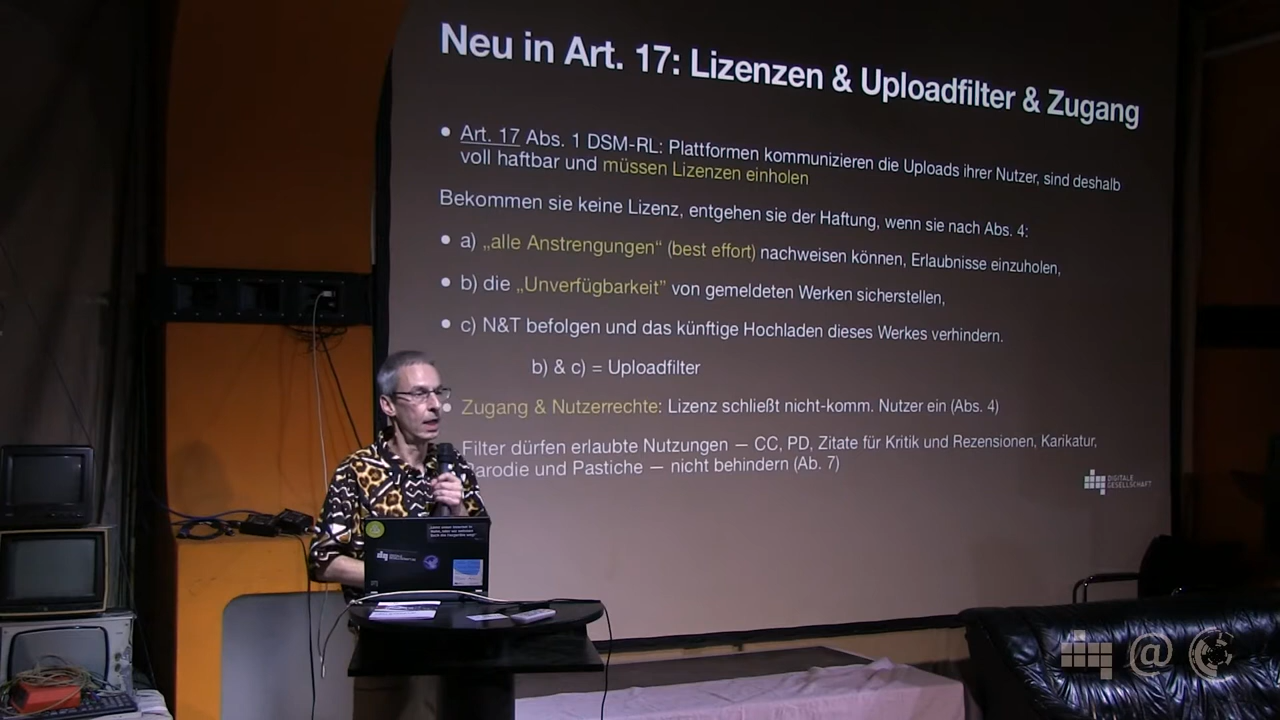 Neu in Art. 17: Lizenzen & Uploadfilter & Zugang
• Art. 17 Abs. 1 DSM-RL: Plattformen kommunizieren die Uploads ihrer Nutzer, sind deshalb
voll haftbar und müssen Lizenzen einholen
Bekommen sie keine Lizenz, entgehen sie der Haftung, wenn sie nach Abs. 4:
• a) „alle Anstrengungen“ (best effort) nachweisen können, Erlaubnisse einzuholen,
• b) die „Unverfügbarkeit” von gemeldeten Werken sicherstellen,
• c) N&T befolgen und das künftige Hochladen dieses Werkes verhindern.
b) & c) = Uploadfilter
• Zugang & Nutzerrechte: Lizenz schließt nicht-komm. Nutzer ein (Abs. 4)
Filter dürfen erlaubte Nutzungen — CC, PD, Zitate für Kritik und Rezensionen, Karikatur,
Parodie und Pastiche — nicht behindern (Ab. 7)
DIGITALE
GESELLSCHAFT
@